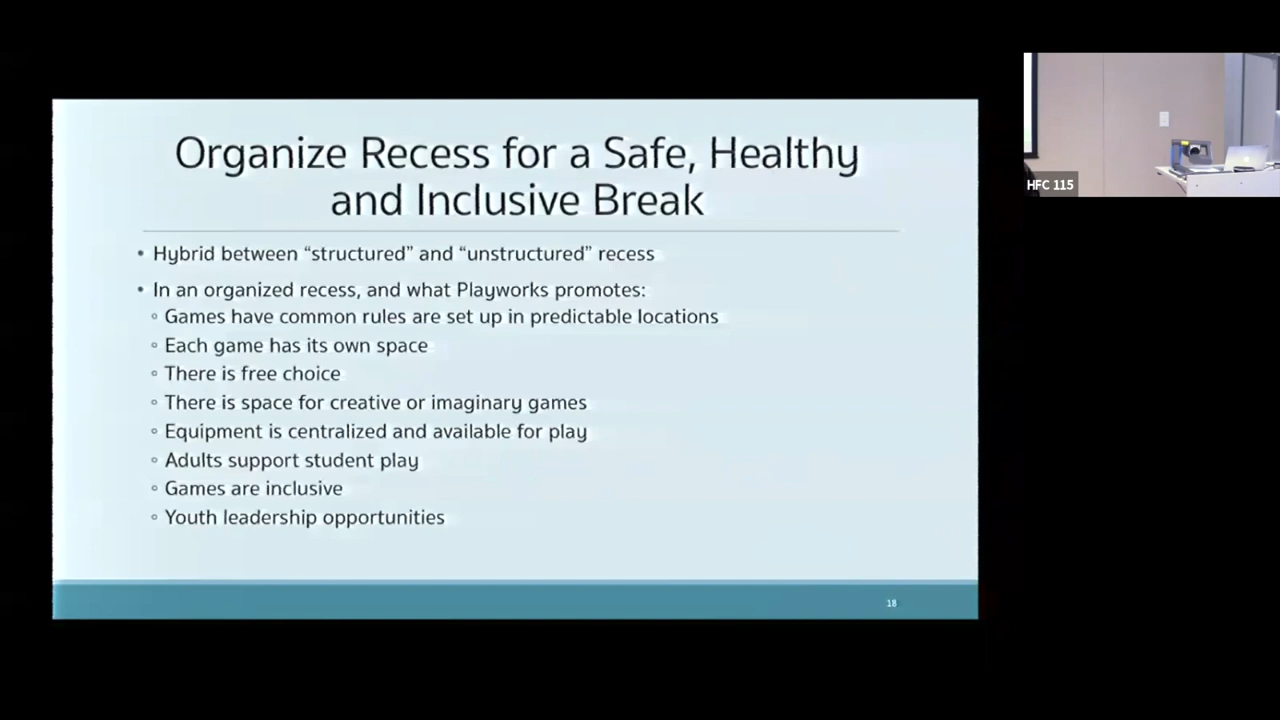 Organize Recess for a Safe, Healthy
and Inclusive Break
• Hybrid between “structured” and “unstructured” recess
• In an organized recess, and what Playworks promotes:
◦ Games have common rules are set up in predictable locations
◦ Each game has its own space
◦ There is free choice
◦ There is space for creative or imaginary games
◦ Equipment is centralized and available for play
◦ Adults support student play
◦ Games are inclusive
◦ Youth leadership opportunities
18
HFC 115